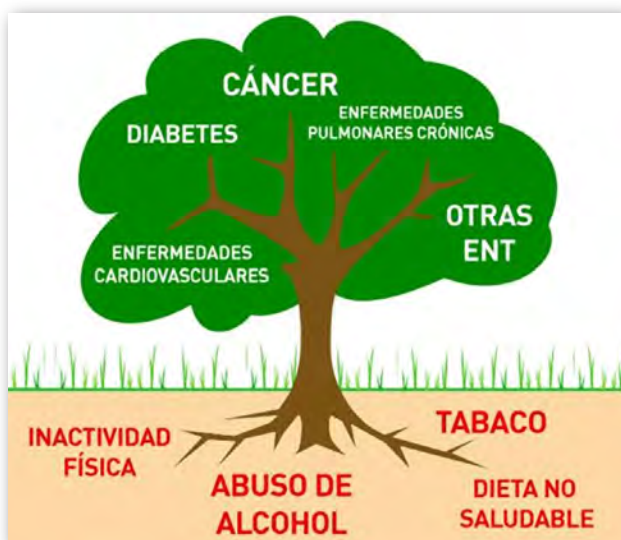 CÁNCER
ENFERMEDADES
PULMONARES CRÓNICAS
DIABETES
OTRAS
ENT
ENFERMEDADES
CARDIOVASCULARES
TABACO
INACTIVIDAD
FÍSICA
ABUSO DE
ALCOHOL
DIETA NO
SALUDABLE